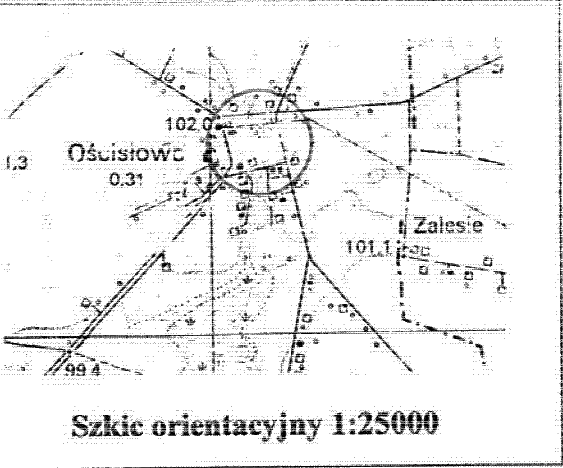 102.0
1,3
Ościsłowo
0.31
Zalesie
101,1
99.4
Szkic orientacyjny 1:25000